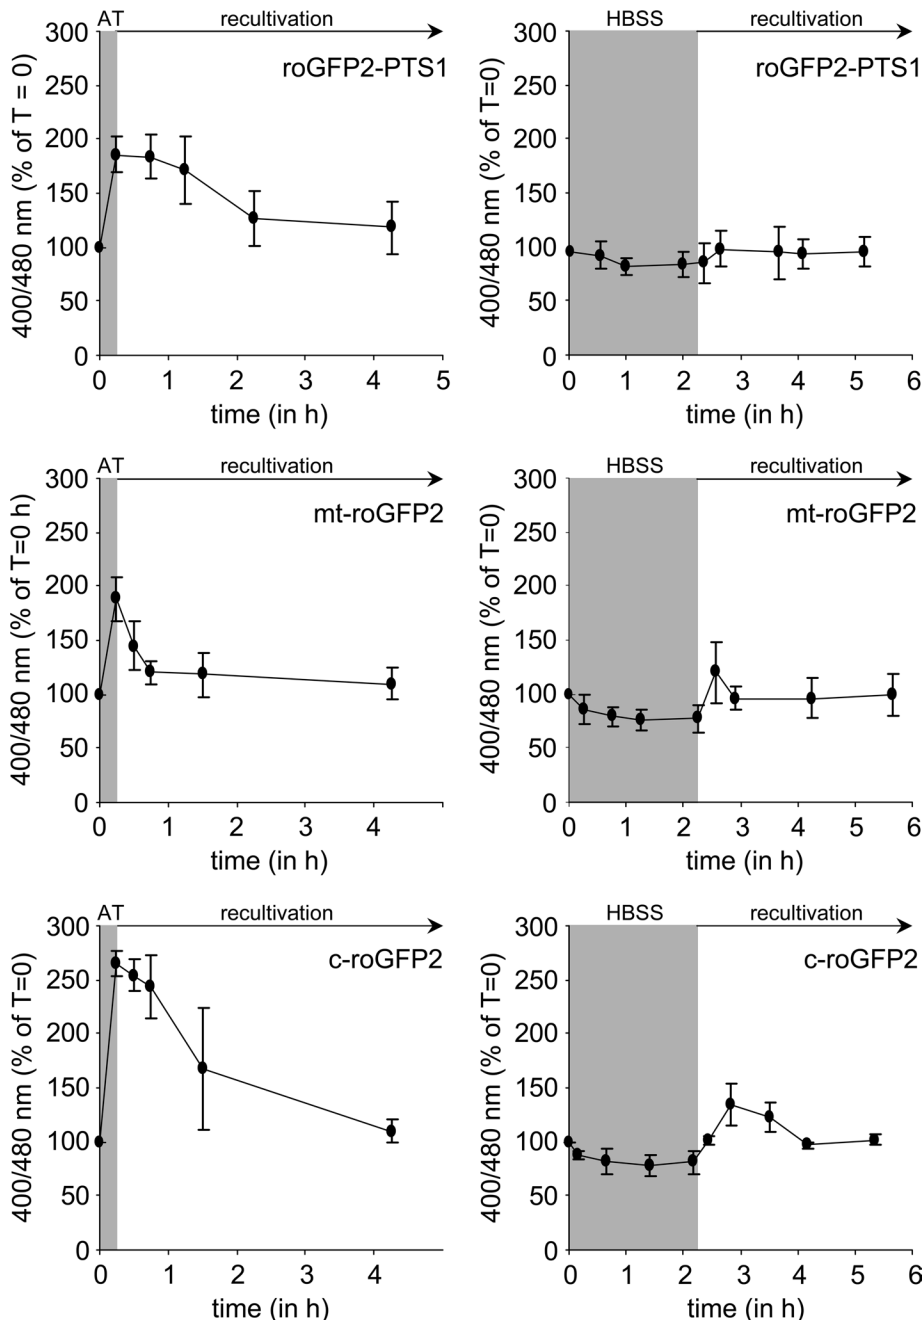 AT recultivation
300
250
200
150
100
50
0
400/480 nm (% of T = 0)
roGFP2-PTS1
0 1 2 3 4 5
time (in h)
HBSS recultivation
300
250
200
150
100
50
0
400/480 nm (% of T=0)
roGFP2-PTS1
0 1 2 3 4 5 6
time (in h)
AT recultivation
300
250
200
150
100
50
0
400/480 nm (% of T=0 h)
mt-roGFP2
0 1 2 3 4
time (in h)
HBSS recultivation
300
250
200
150
100
50
0
400/480 nm (% of T=0)
mt-roGFP2
0 1 2 3 4 5 6
time (in h)
AT recultivation
300
250
200
150
100
50
0
400/480 nm (% of T=0)
c-roGFP2
0 1 2 3 4
time (in h)
HBSS recultivation
300
250
200
150
100
50
0
400/480 nm (% of T=0)
c-roGFP2
0 1 2 3 4 5 6
time (in h)